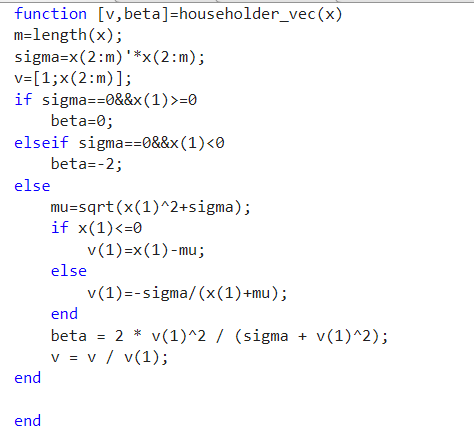 function [v,beta]=householder_vec(x)
m=length(x);
sigma=x(2:m)'*x(2:m);
v=[1;x(2:m)];
if sigma==0&&x(1)>=0
    beta=0;
elseif sigma==0&&x(1)<0
    beta=-2;
else
    mu=sqrt(x(1)^2+sigma);
    if x(1)<=0
        v(1)=x(1)-mu;
    else
        v(1)=-sigma/(x(1)+mu);
    end
    beta = 2 * v(1)^2 / (sigma + v(1)^2);
    v = v / v(1);
end
end